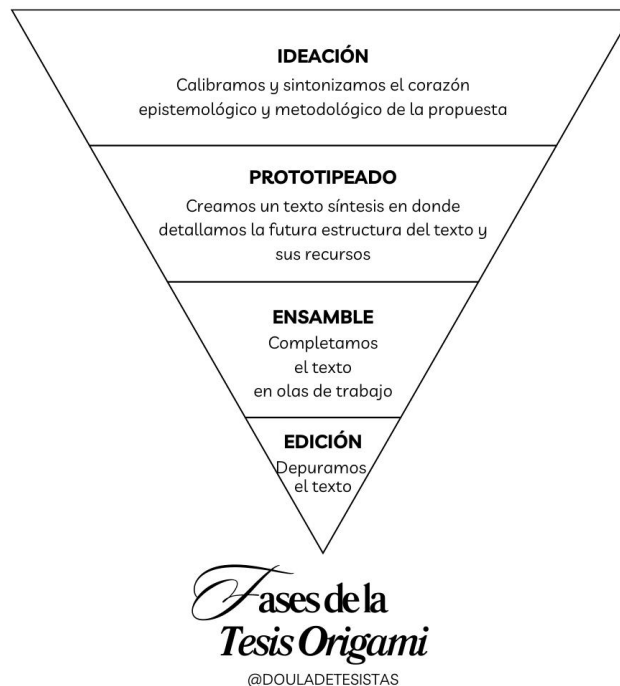 IDEACIÓN
Calibramos y sintonizamos el corazón
epistemológico y metodológico de la propuesta
PROTOTIPEADO
Creamos un texto síntesis en donde
detallamos la futura estructura del texto y
sus recursos
ENSAMBLE
Completamos
el texto
en olas de trabajo
EDICIÓN
Depuramos
el texto
Fases de la
Tesis Origami
@DOULADETESISTAS